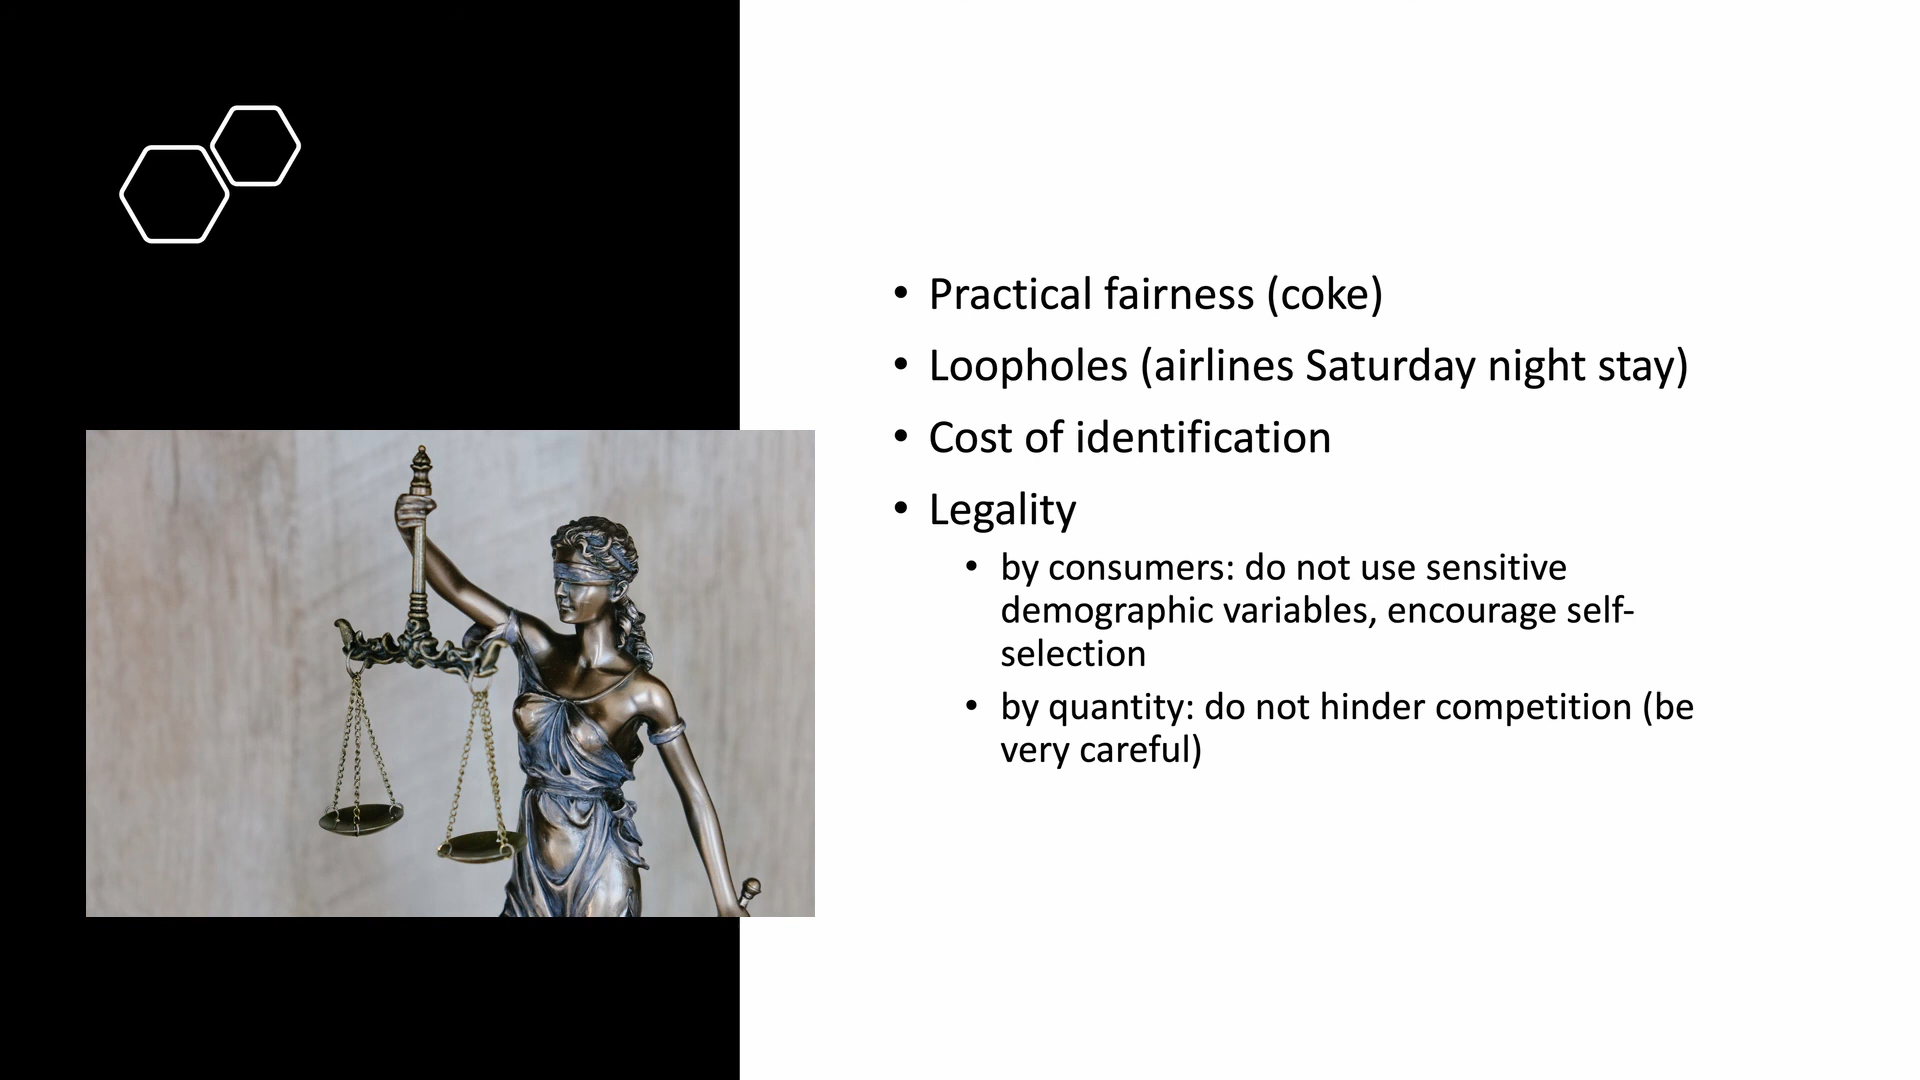 • Practical fairness (coke)
• Loopholes (airlines Saturday night stay)
• Cost of identification
• Legality
• by consumers: do not use sensitive
demographic variables, encourage self-
selection
• by quantity: do not hinder competition (be
very careful)